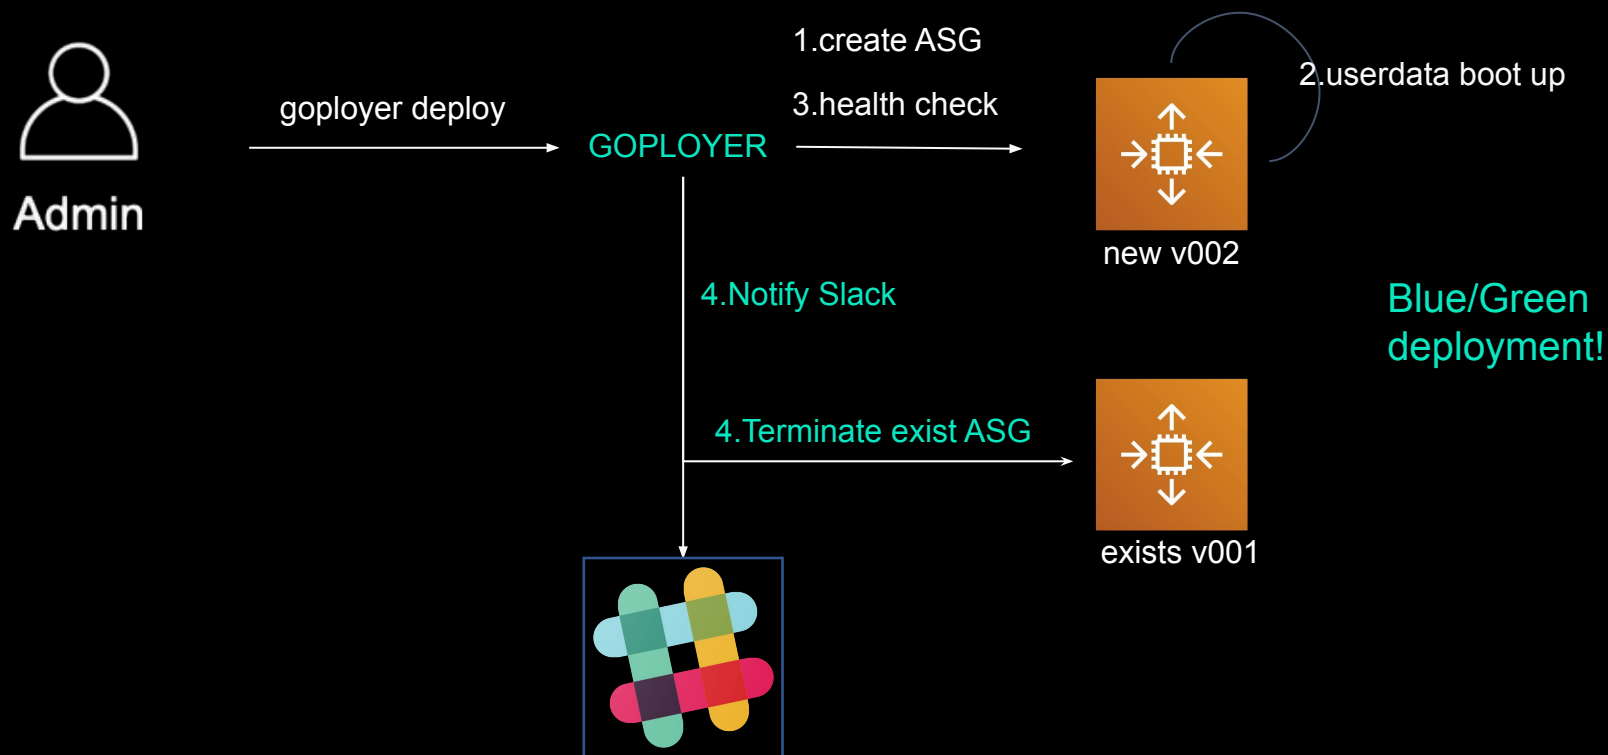 1.create ASG
2.userdata boot up
goployer deploy
3.health check
GOPLOYER
Admin
new v002
4.Notify Slack
Blue/Green
deployment!
4.Terminate exist ASG
exists v001